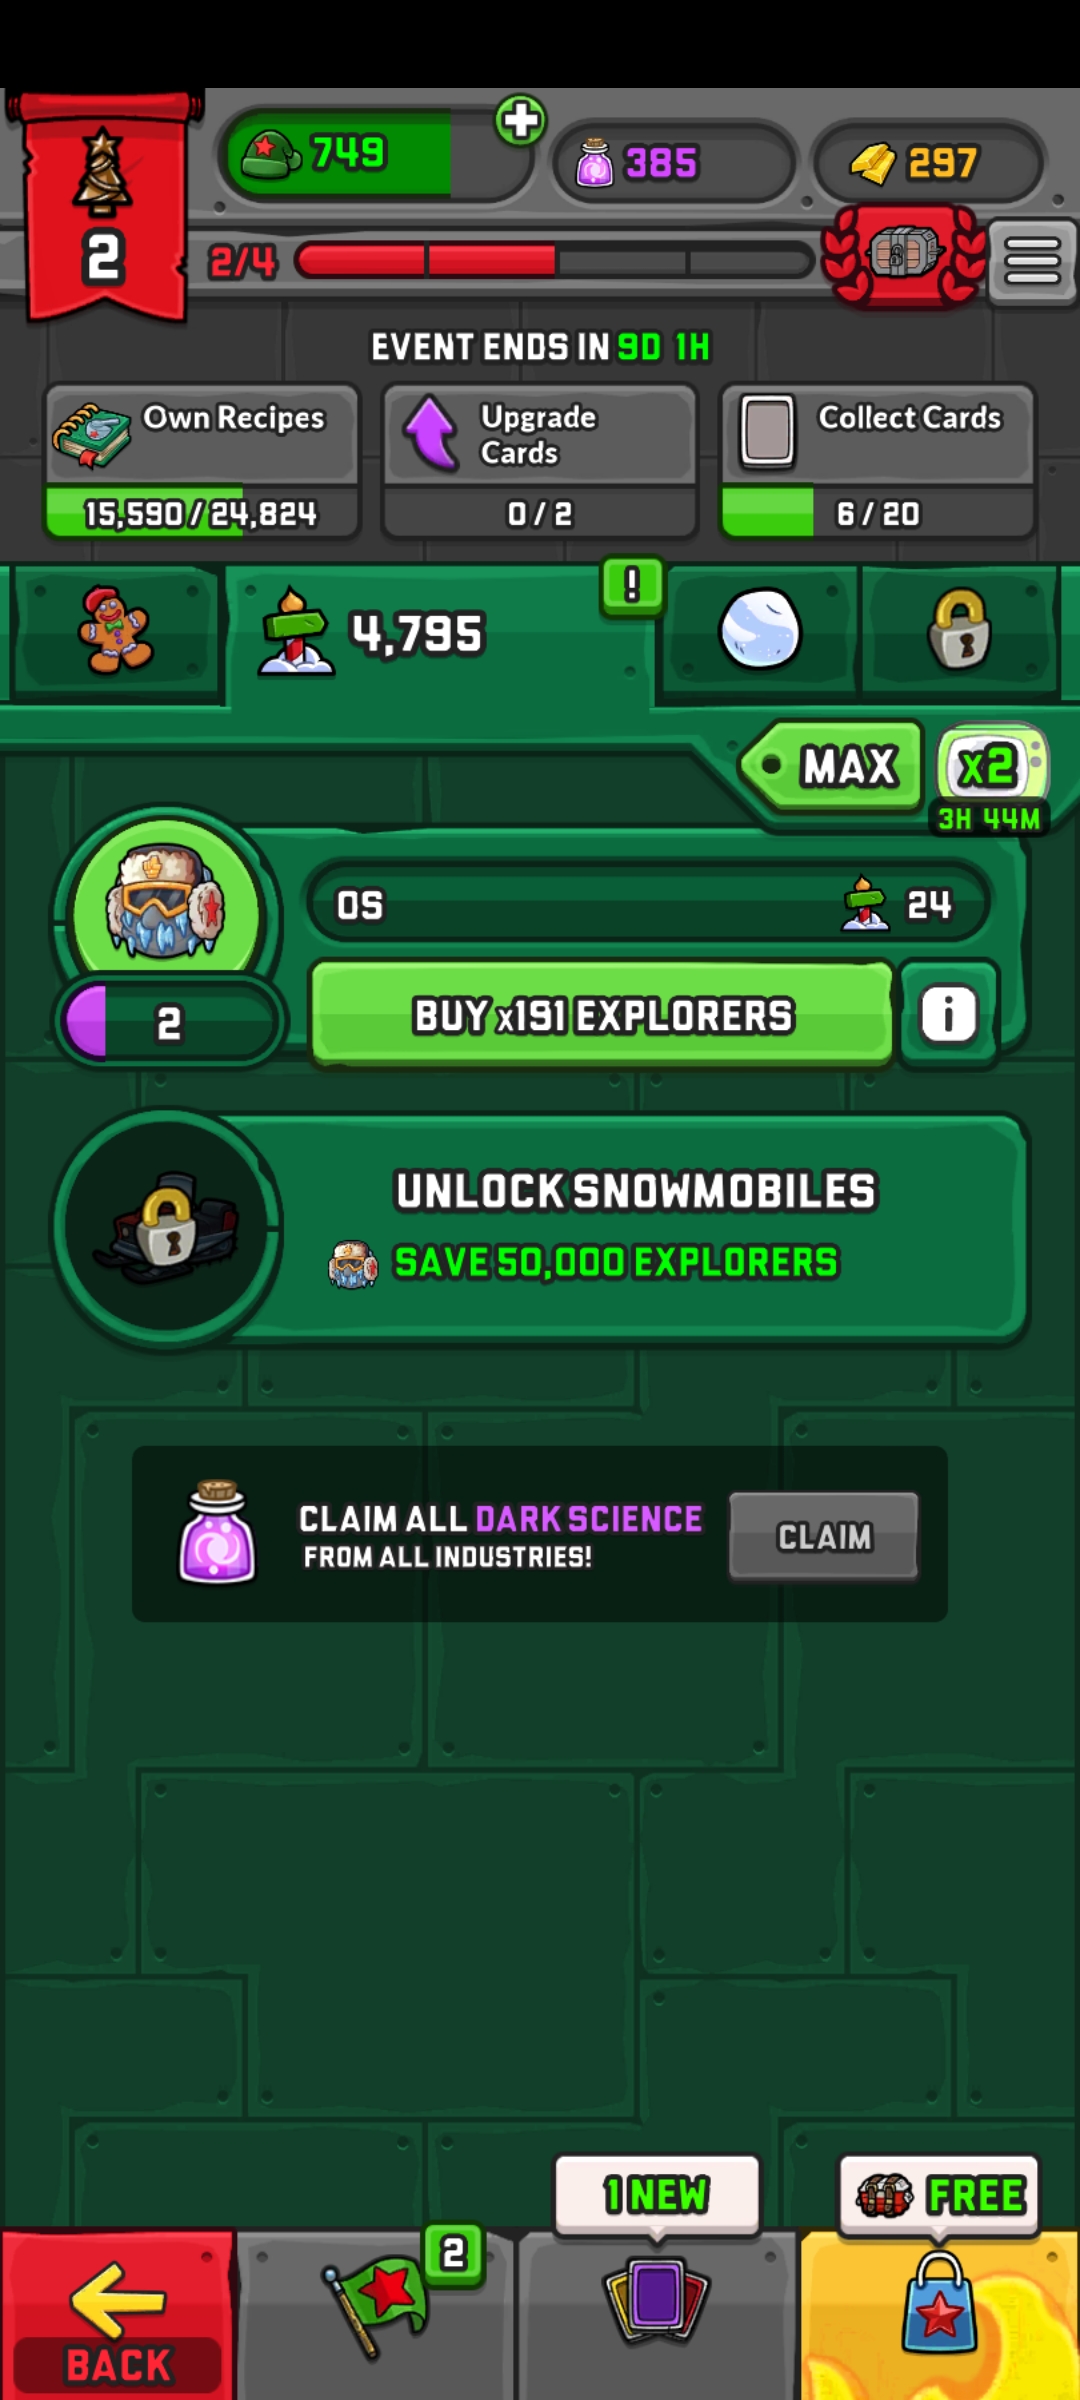 749
385
297
2
2/4
EVENT ENDS IN 9D 1H
Own Recipes
15,590/24,824
Upgrade
Cards
0/2
Collect Cards
6/20
4,795
!
MAX
x2
3H 44M
0S
24
2
BUY x191 EXPLORERS
i
UNLOCK SNOWMOBILES
SAVE 50,000 EXPLORERS
CLAIM ALL DARK SCIENCE
FROM ALL INDUSTRIES!
CLAIM
1 NEW
FREE
2
BACK